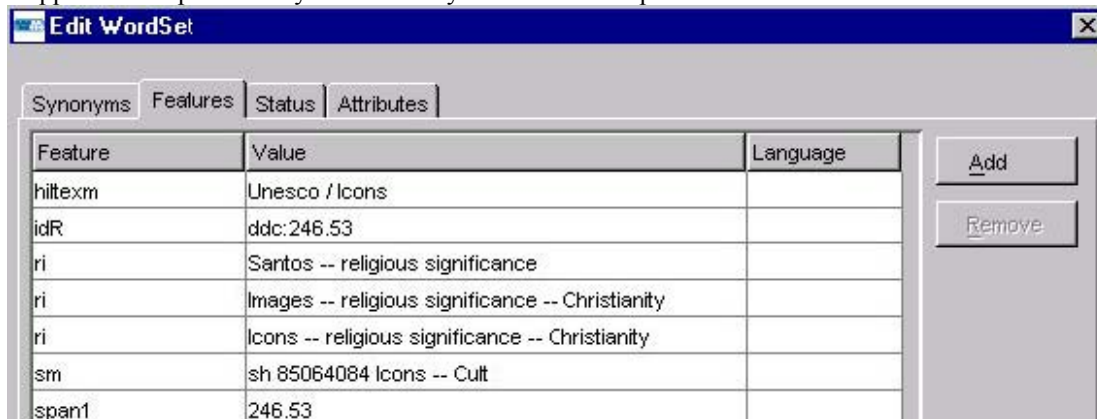 Edit WordSet
Synonyms Features Status Attributes
Feature Value Language
Add
hiltexm Unesco / Icons
idR ddc:246.53
Remove
ri Santos -- religious significance
ri Images -- religious significance -- Christianity
ri Icons -- religious significance -- Christianity
sm sh 85064084 Icons -- Cult
span1 246.53